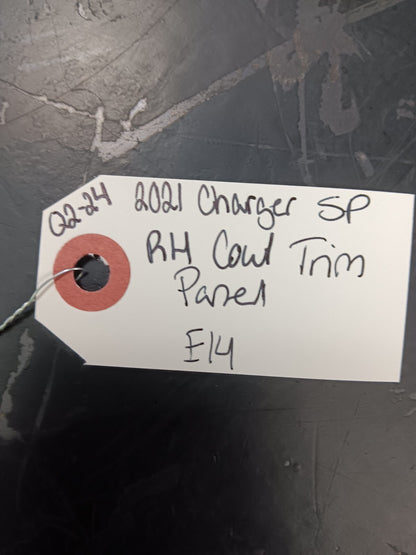 Q2-24
2021 Charger SP
RH Cowl Trim
Panel
E14